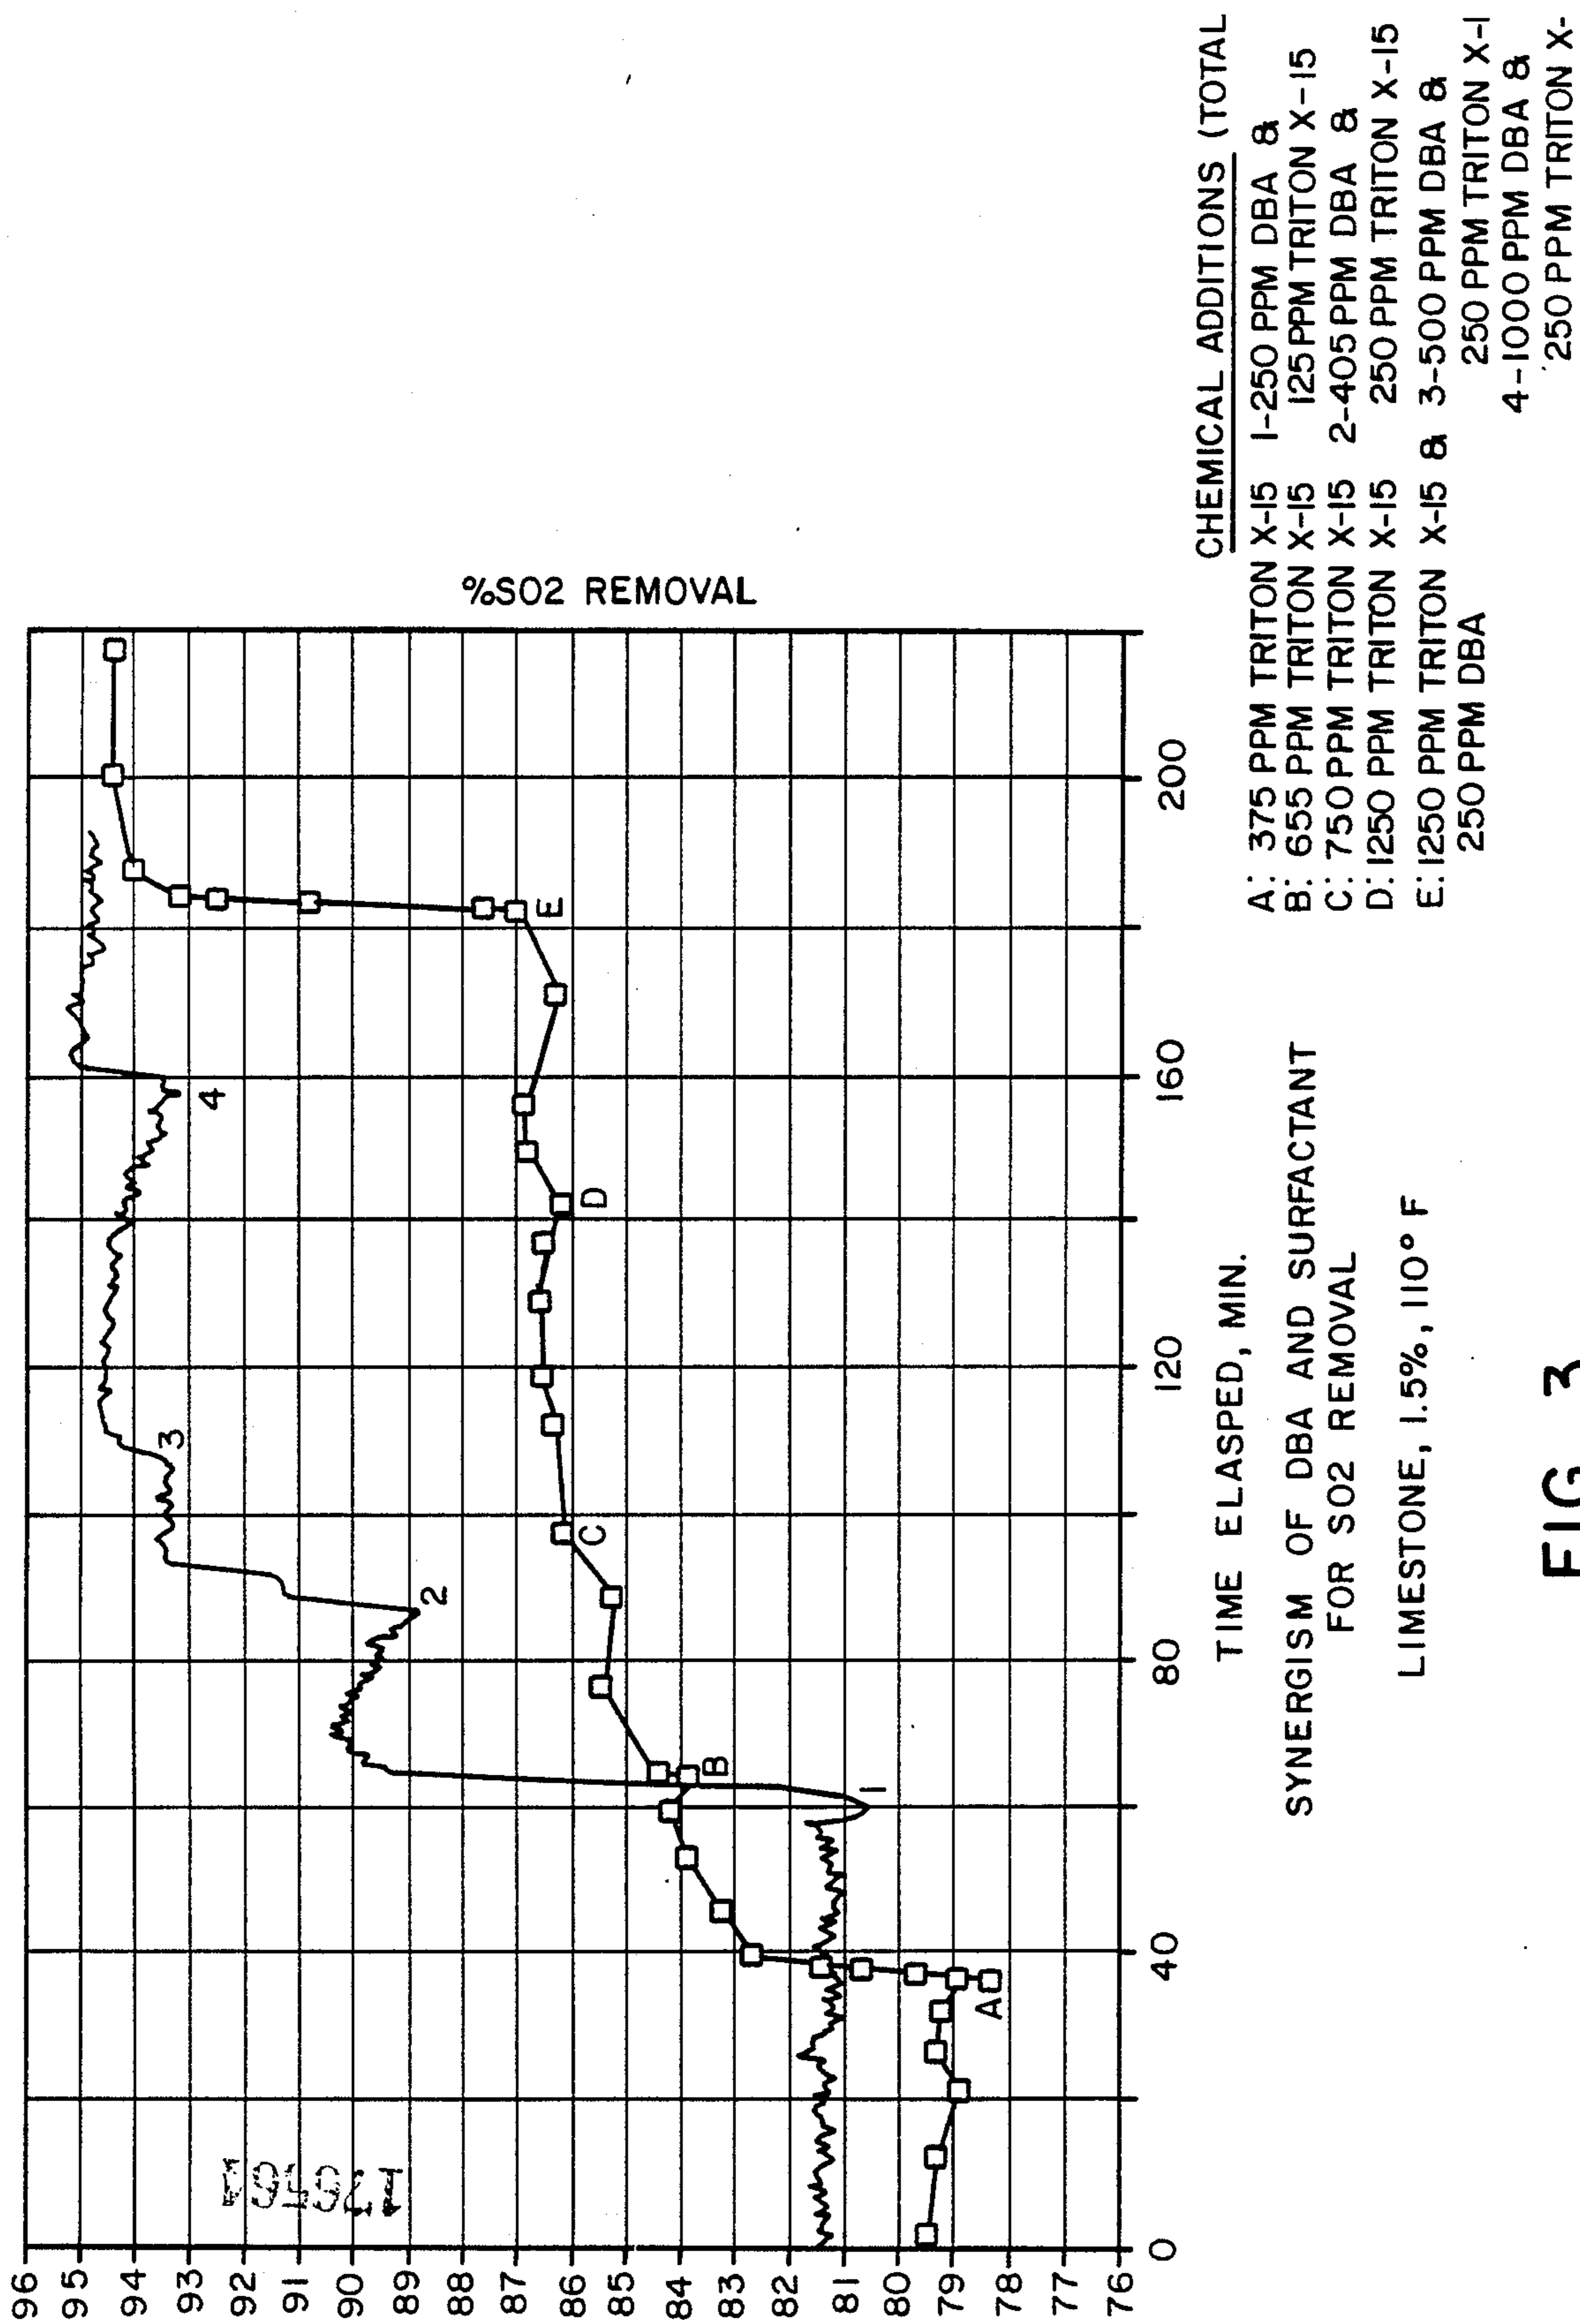 96
95
94
93
92
91
90
89
88
87
86
85
84
83
82
81
80
79
78
77
76
%SO2 REMOVAL
1
2
3
4
A
B
C
D
E
0
40
80
120
160
200
TIME ELASPED, MIN.
SYNERGISM OF DBA AND SURFACTANT
FOR SO2 REMOVAL
LIMESTONE, 1.5%, 110° F
CHEMICAL ADDITIONS (TOTAL
A: 375 PPM TRITON X-15 1-250 PPM DBA &
B: 655 PPM TRITON X-15 125 PPM TRITON X-15
C: 750 PPM TRITON X-15 2-405 PPM DBA &
D: 1250 PPM TRITON X-15 250 PPM TRITON X-15
E: 1250 PPM TRITON X-15 & 3-500 PPM DBA &
250 PPM DBA 250 PPM TRITON X-1
4-1000 PPM DBA &
250 PPM TRITON X-
FIG. 3